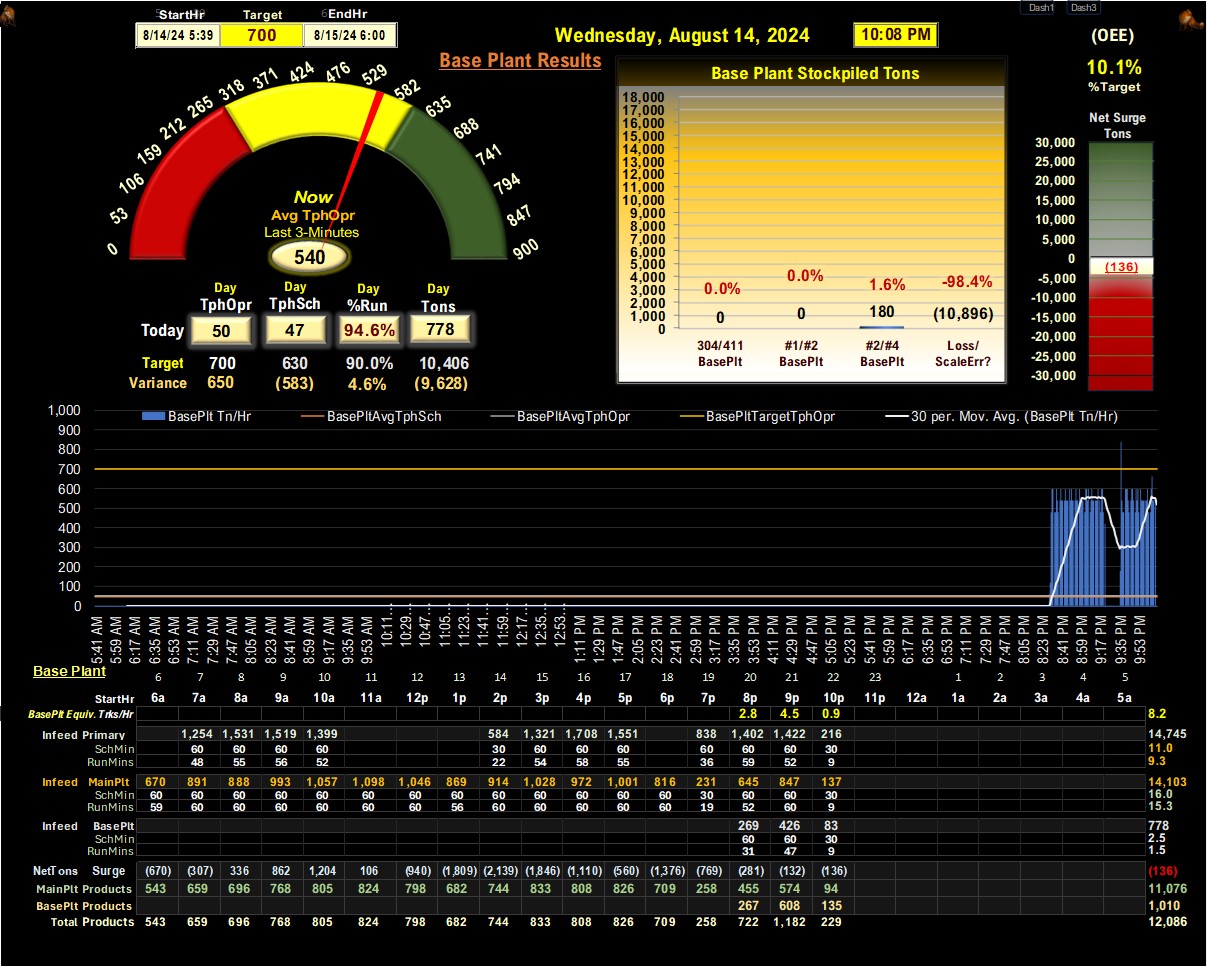 Dash1 Dash3
StartHr Target EndHr
8/14/24 5:39 700 8/15/24 6:00
Wednesday, August 14, 2024 10:08 PM
(OEE)
10.1%
%Target
Base Plant Results
0 53 106 159 212 265 318 371 424 476 529 582 635 688 741 794 847 900
Now
Avg TphOpr
Last 3-Minutes
540
Day Day Day Day
TphOpr TphSch %Run Tons
Today 50 47 94.6% 778
Target 700 630 90.0% 10,406
Variance 650 (583) 4.6% (9,628)
Base Plant Stockpiled Tons
18,000
17,000
16,000
15,000
14,000
13,000
12,000
11,000
10,000
9,000
8,000
7,000
6,000
5,000
4,000
3,000
2,000
1,000
0
0.0% 0.0% 1.6% -98.4%
0 0 180 (10,896)
304/411 #1/#2 #2/#4 Loss/
BasePlt BasePlt BasePlt ScaleErr?
Net Surge
Tons
30,000
25,000
20,000
15,000
10,000
5,000
0
(136)
-5,000
-10,000
-15,000
-20,000
-25,000
-30,000
BasePlt Tn/Hr BasePltAvgTphSch BasePltAvgTphOpr BasePltTargetTphOpr 30 per. Mov. Avg. (BasePlt Tn/Hr)
1,000
900
800
700
600
500
400
300
200
100
0
5:41 AM 5:59 AM 6:17 AM 6:35 AM 6:53 AM 7:11 AM 7:29 AM 7:47 AM 8:05 AM 8:23 AM 8:41 AM 8:59 AM 9:17 AM 9:35 AM 9:53 AM 10:11… 10:29… 10:47… 11:05… 11:23… 11:41… 11:59… 12:17… 12:35… 12:53… 1:11 PM 1:29 PM 1:47 PM 2:05 PM 2:23 PM 2:41 PM 2:59 PM 3:17 PM 3:35 PM 3:53 PM 4:11 PM 4:29 PM 4:47 PM 5:05 PM 5:23 PM 5:41 PM 5:59 PM 6:17 PM 6:35 PM 6:53 PM 7:11 PM 7:29 PM 7:47 PM 8:05 PM 8:23 PM 8:41 PM 8:59 PM 9:17 PM 9:35 PM 9:53 PM
Base Plant
6 7 8 9 10 11 12 13 14 15 16 17 18 19 20 21 22 23 1 2 3 4 5
StartHr 6a 7a 8a 9a 10a 11a 12p 1p 2p 3p 4p 5p 6p 7p 8p 9p 10p 11p 12a 1a 2a 3a 4a 5a
BasePlt Equiv. Trks/Hr 2.8 4.5 0.9 8.2
Infeed Primary 1,254 1,531 1,519 1,399 584 1,321 1,708 1,551 838 1,402 1,422 216 14,745
SchMin 60 60 60 60 30 60 60 60 60 60 60 30 11.0
RunMins 48 55 56 52 22 54 58 55 36 59 52 9 9.3
Infeed MainPlt 670 891 888 993 1,057 1,098 1,046 869 914 1,028 972 1,001 816 231 645 847 137 14,103
SchMin 60 60 60 60 60 60 60 60 60 60 60 60 60 30 60 60 30 16.0
RunMins 59 60 60 60 60 60 60 56 60 60 60 60 60 19 52 60 9 15.3
Infeed BasePlt 269 426 83 778
SchMin 60 60 30 2.5
RunMins 31 47 9 1.5
NetTons Surge (670) (307) 336 862 1,204 106 (940) (1,809) (2,139) (1,846) (1,110) (560) (1,376) (769) (281) (132) (136) (136)
MainPlt Products 543 659 696 768 805 824 798 682 744 833 808 826 709 258 455 574 94 11,076
BasePlt Products 267 608 135 1,010
Total Products 543 659 696 768 805 824 798 682 744 833 808 826 709 258 722 1,182 229 12,086